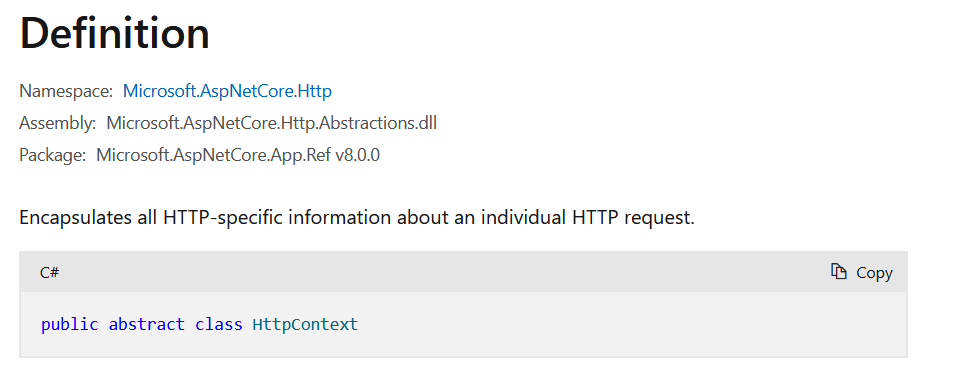 Definition
Namespace: Microsoft.AspNetCore.Http
Assembly: Microsoft.AspNetCore.Http.Abstractions.dll
Package: Microsoft.AspNetCore.App.Ref v8.0.0
Encapsulates all HTTP-specific information about an individual HTTP request.
C# Copy
public abstract class HttpContext